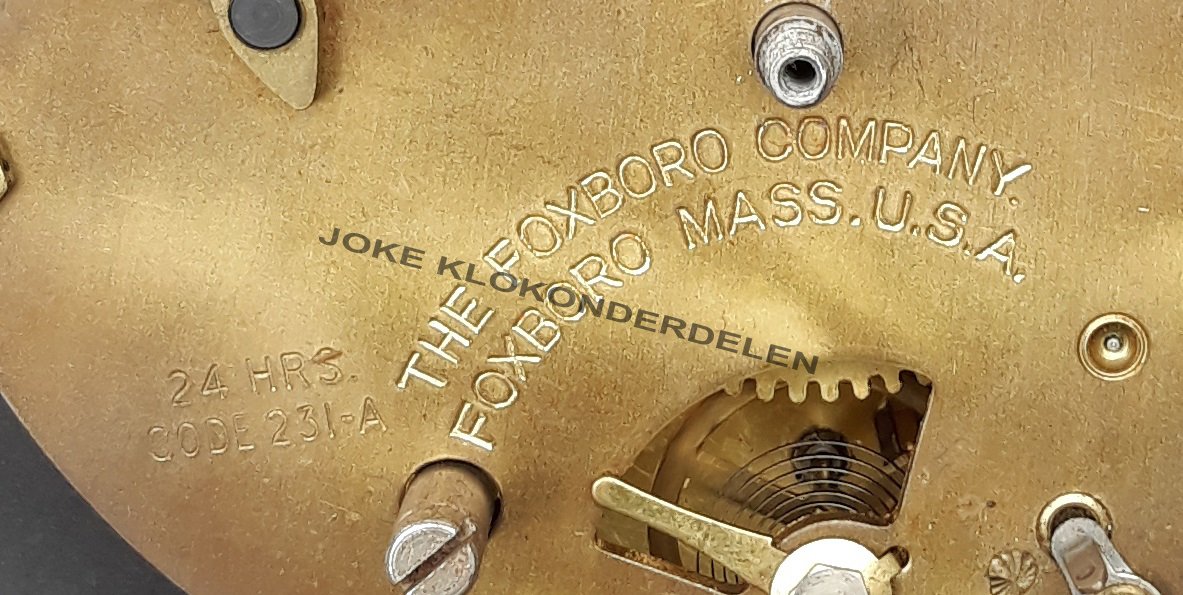 THE FOXBORO COMPANY.
FOXBORO MASS. U.S.A.
JOKE KLOKONDERDELEN
24 HRS.
CODE 231-A